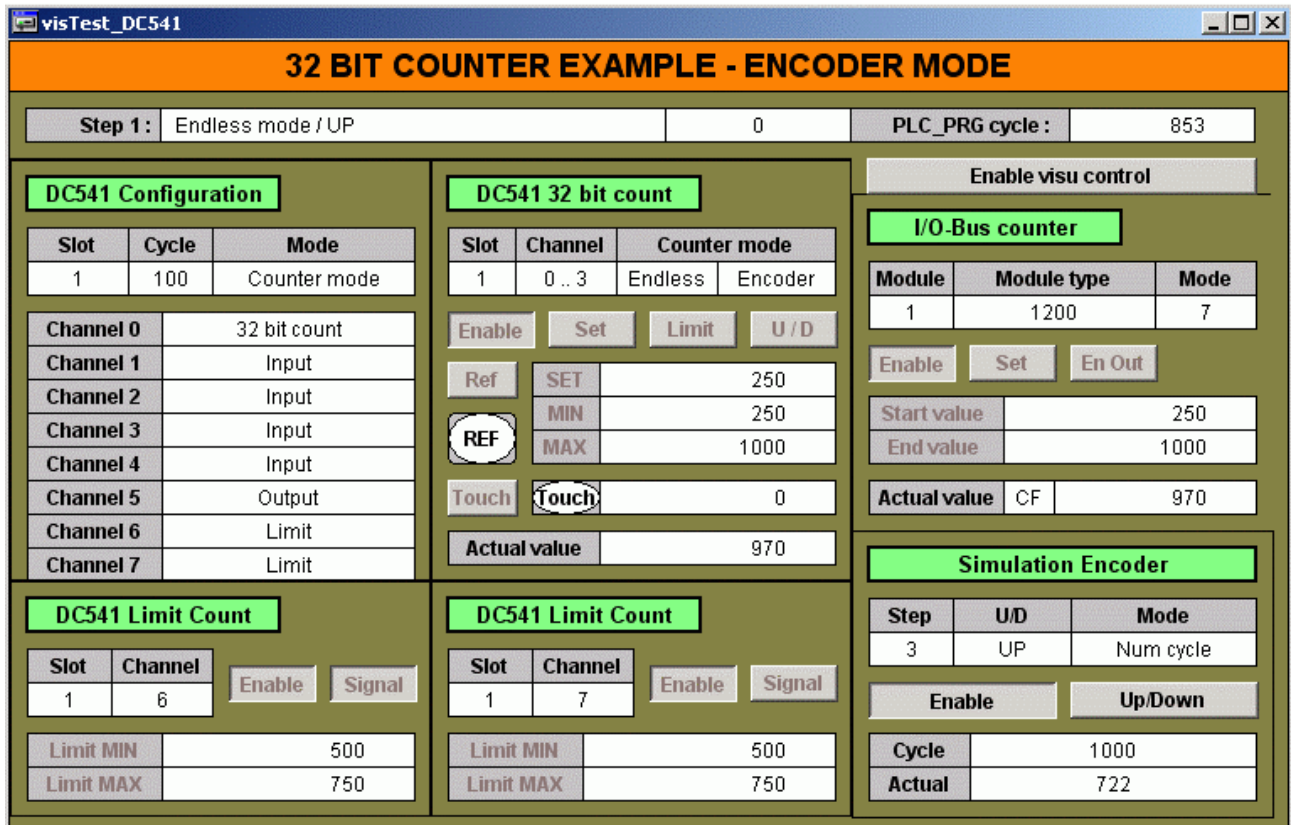 visTest_DC541
32 BIT COUNTER EXAMPLE - ENCODER MODE
Step 1 : Endless mode / UP 0 PLC_PRG cycle : 853
Enable visu control
DC541 Configuration
Slot Cycle Mode
1 100 Counter mode
Channel 0 32 bit count
Channel 1 Input
Channel 2 Input
Channel 3 Input
Channel 4 Input
Channel 5 Output
Channel 6 Limit
Channel 7 Limit
DC541 32 bit count
Slot Channel Counter mode
1 0 .. 3 Endless Encoder
Enable Set Limit U / D
Ref SET 250
MIN 250
REF
MAX 1000
Touch Touch 0
Actual value 970
I/O-Bus counter
Module Module type Mode
1 1200 7
Enable Set En Out
Start value 250
End value 1000
Actual value CF 970
DC541 Limit Count
Slot Channel
1 6
Enable Signal
Limit MIN 500
Limit MAX 750
DC541 Limit Count
Slot Channel
1 7
Enable Signal
Limit MIN 500
Limit MAX 750
Simulation Encoder
Step U/D Mode
3 UP Num cycle
Enable Up/Down
Cycle 1000
Actual 722